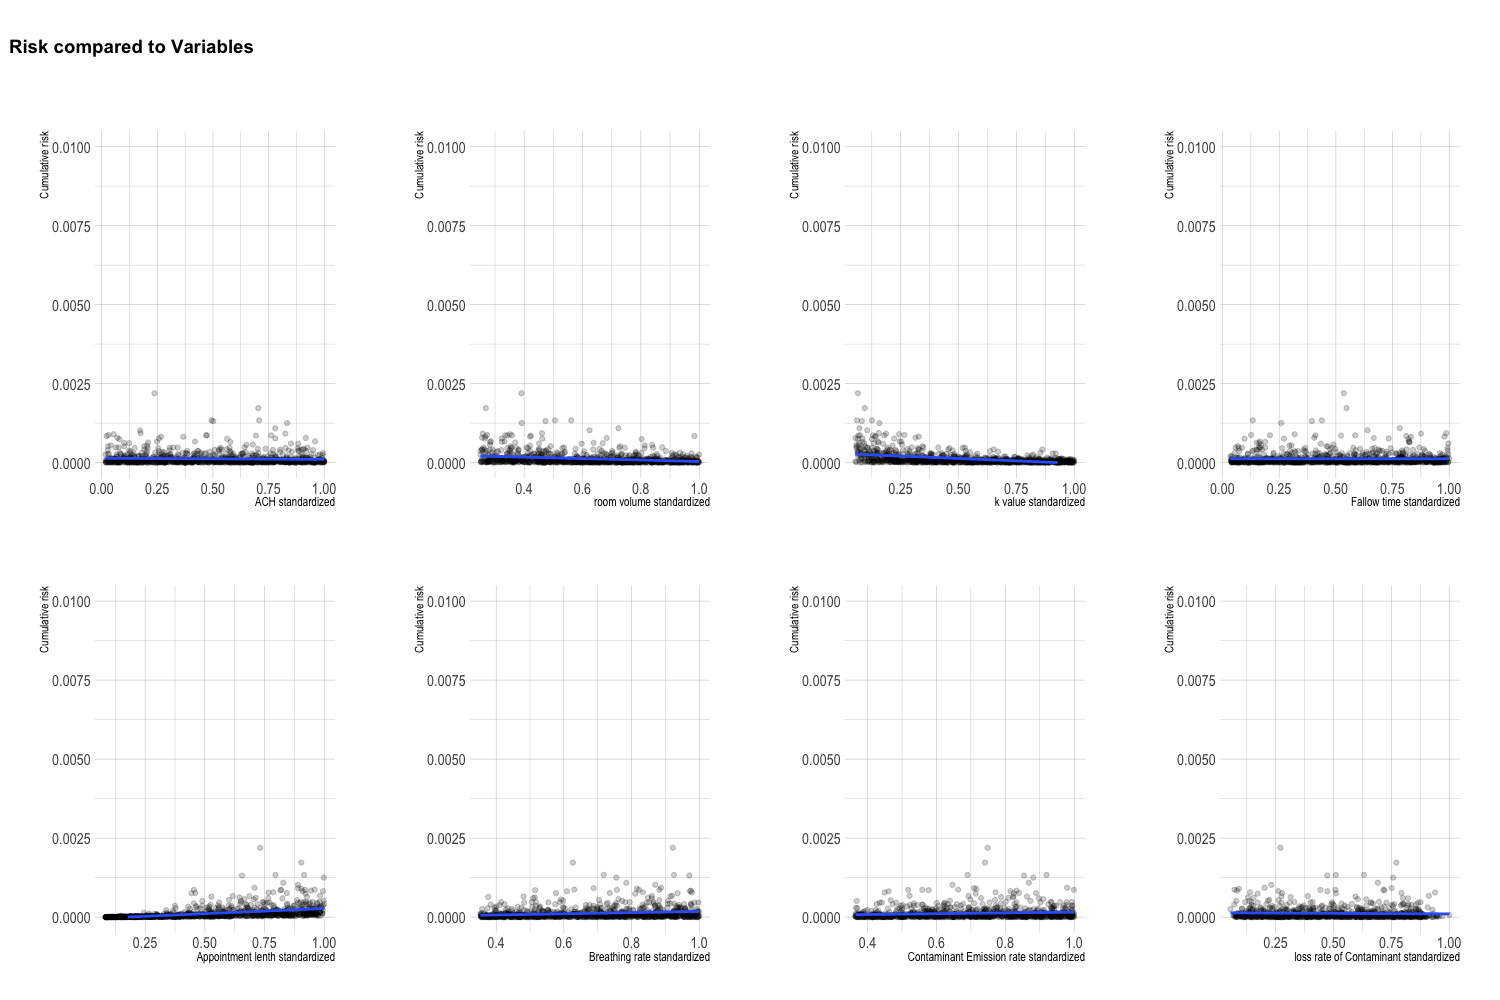 Risk compared to Variables
Cumulative risk
0.0100
0.0075
0.0050
0.0025
0.0000
0.00 0.25 0.50 0.75 1.00
ACH standardized
Cumulative risk
0.0100
0.0075
0.0050
0.0025
0.0000
0.4 0.6 0.8 1.0
room volume standardized
Cumulative risk
0.0100
0.0075
0.0050
0.0025
0.0000
0.25 0.50 0.75 1.00
k value standardized
Cumulative risk
0.0100
0.0075
0.0050
0.0025
0.0000
0.00 0.25 0.50 0.75 1.00
Fallow time standardized
Cumulative risk
0.0100
0.0075
0.0050
0.0025
0.0000
0.25 0.50 0.75 1.00
Appointment lenth standardized
Cumulative risk
0.0100
0.0075
0.0050
0.0025
0.0000
0.4 0.6 0.8 1.0
Breathing rate standardized
Cumulative risk
0.0100
0.0075
0.0050
0.0025
0.0000
0.4 0.6 0.8 1.0
Contaminant Emission rate standardized
Cumulative risk
0.0100
0.0075
0.0050
0.0025
0.0000
0.25 0.50 0.75 1.00
loss rate of Contaminant standardized